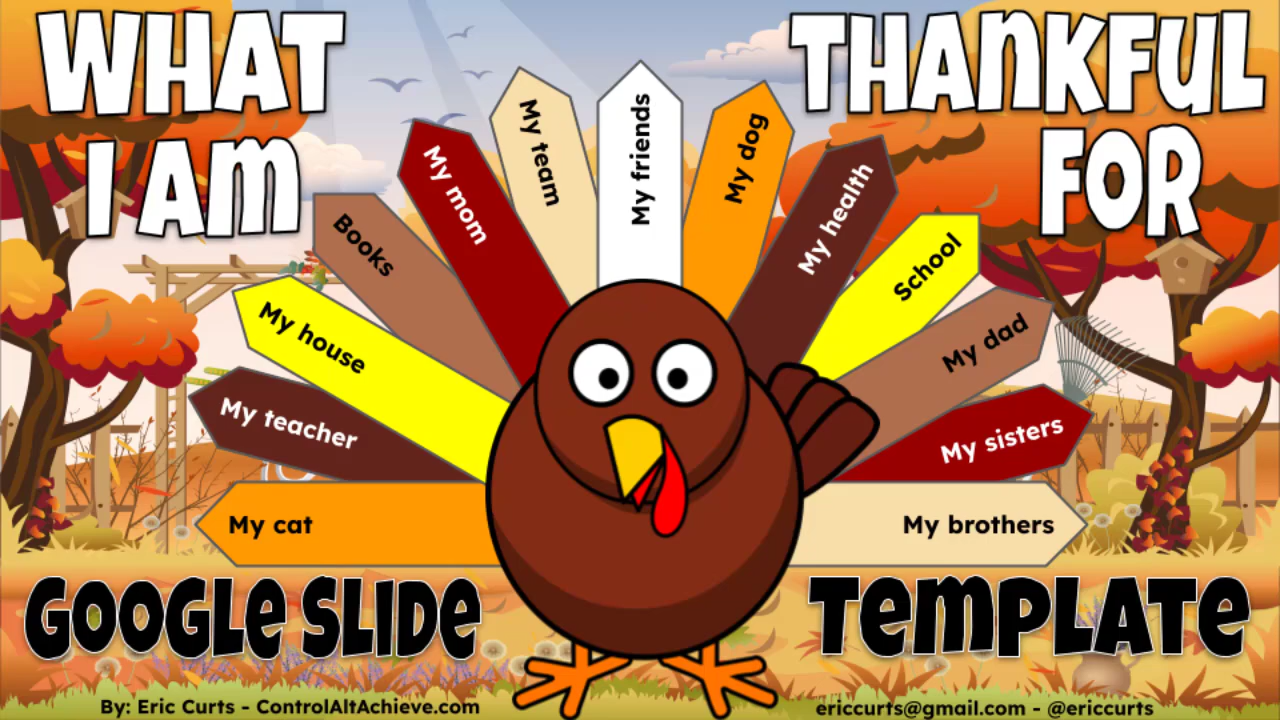 WHAT
I AM
THANKFUL
FOR
My cat
My teacher
My house
Books
My mom
My team
My friends
My dog
My health
School
My dad
My sisters
My brothers
GOOGLE SLIDE
TEMPLATE
By: Eric Curts - ControlAltAchieve.com
ericcurts@gmail.com - @ericcurts